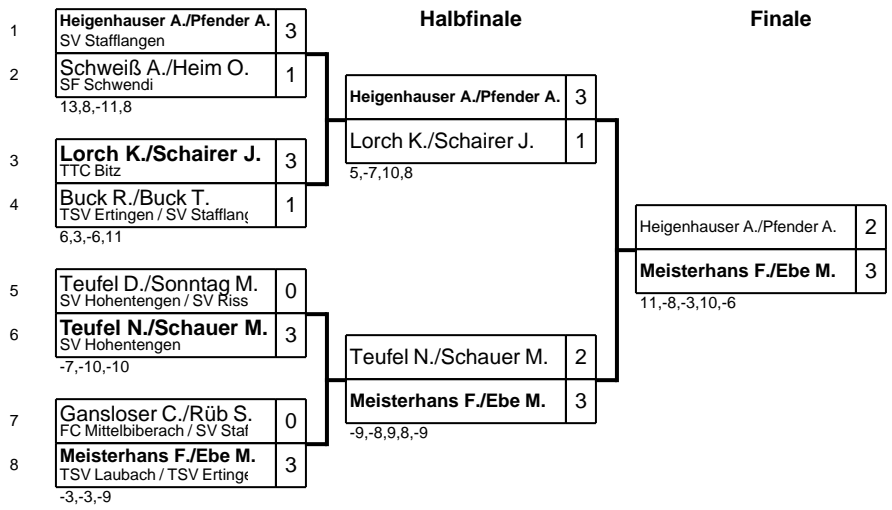 Halbfinale
Finale
1
Heigenhauser A./Pfender A.
3
SV Stafflangen
2
Schweiß A./Heim O.
1
SF Schwendi
13,8,-11,8
3
Lorch K./Schairer J.
3
TTC Bitz
4
Buck R./Buck T.
1
TSV Ertingen / SV Stafflang
6,3,-6,11
5
Teufel D./Sonntag M.
0
SV Hohentengen / SV Riss
6
Teufel N./Schauer M.
3
SV Hohentengen
-7,-10,-10
7
Gansloser C./Rüb S.
0
FC Mittelbiberach / SV Staf
8
Meisterhans F./Ebe M.
3
TSV Laubach / TSV Ertinge
-3,-3,-9
Heigenhauser A./Pfender A.
3
Lorch K./Schairer J.
1
5,-7,10,8
Teufel N./Schauer M.
2
Meisterhans F./Ebe M.
3
-9,-8,9,8,-9
Heigenhauser A./Pfender A.
2
Meisterhans F./Ebe M.
3
11,-8,-3,10,-6